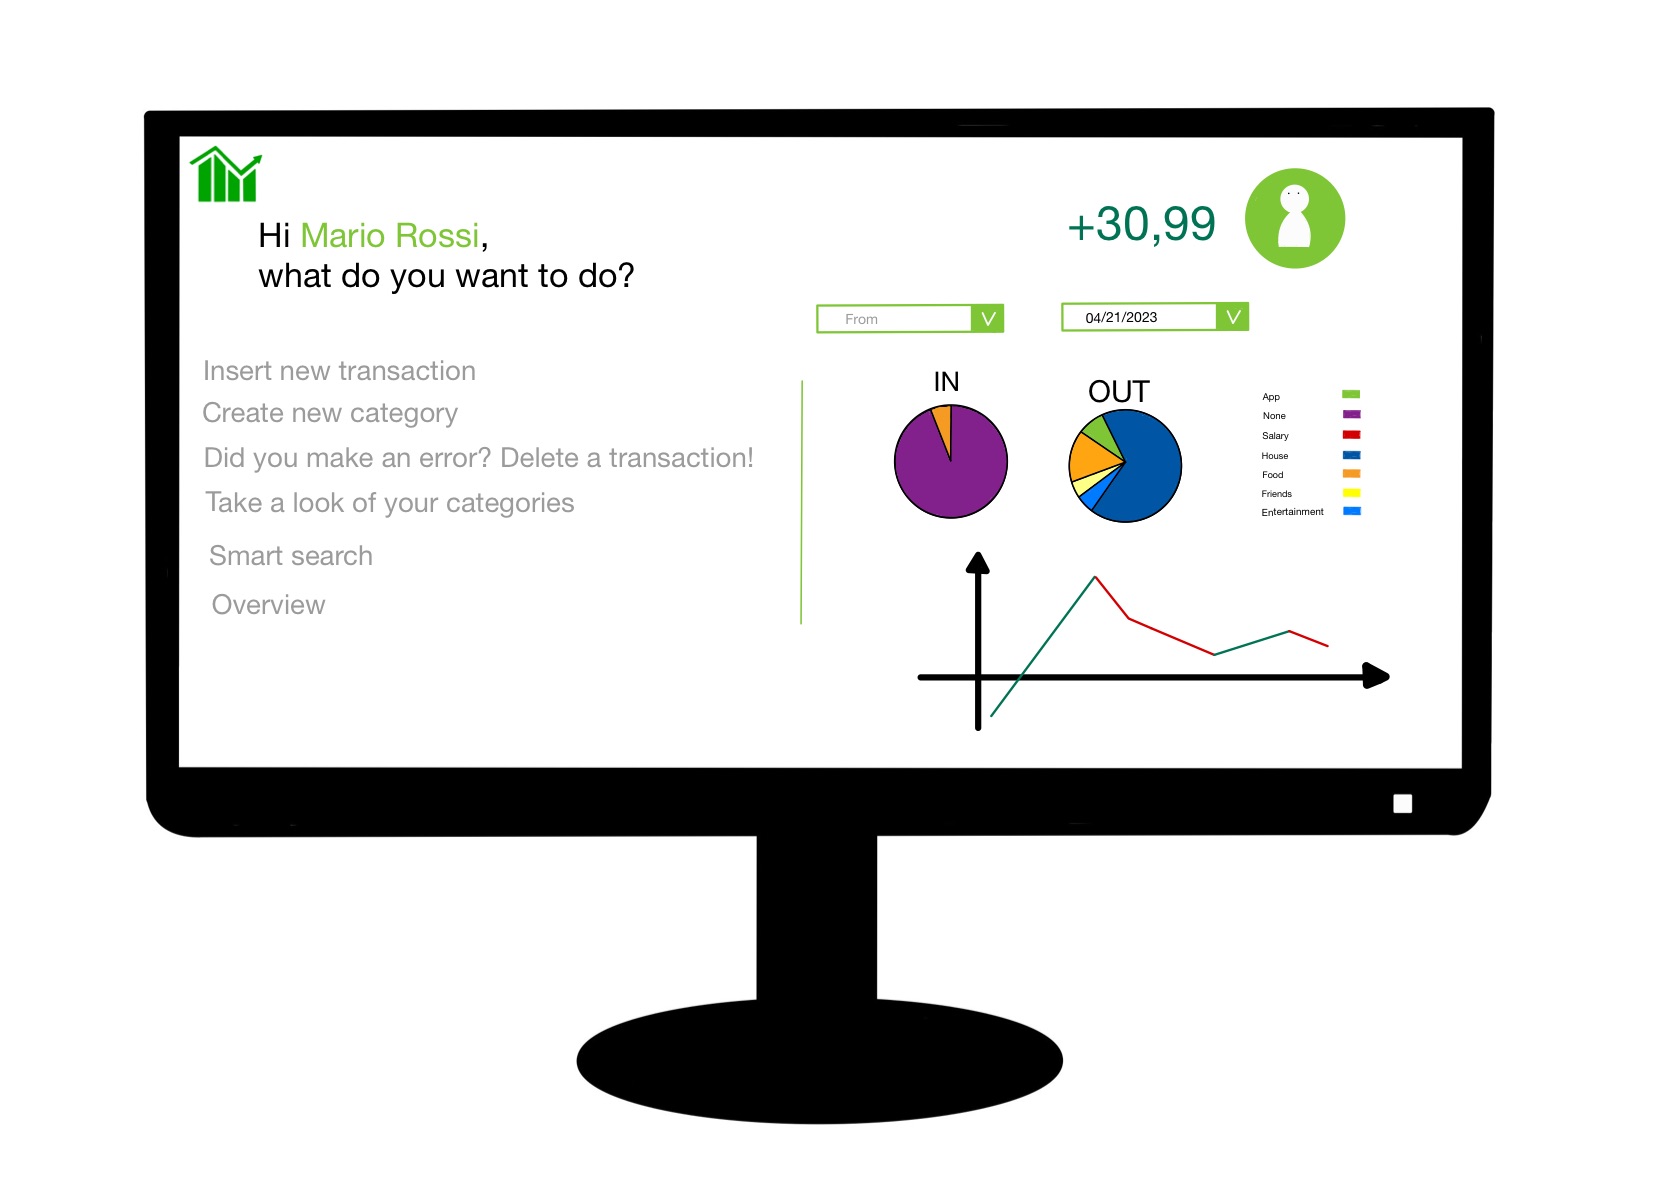 Hi Mario Rossi,
what do you want to do?
+30,99
From
V
04/21/2023
V
Insert new transaction
Create new category
Did you make an error? Delete a transaction!
Take a look of your categories
Smart search
Overview
IN
OUT
App
None
Salary
House
Food
Friends
Entertainment